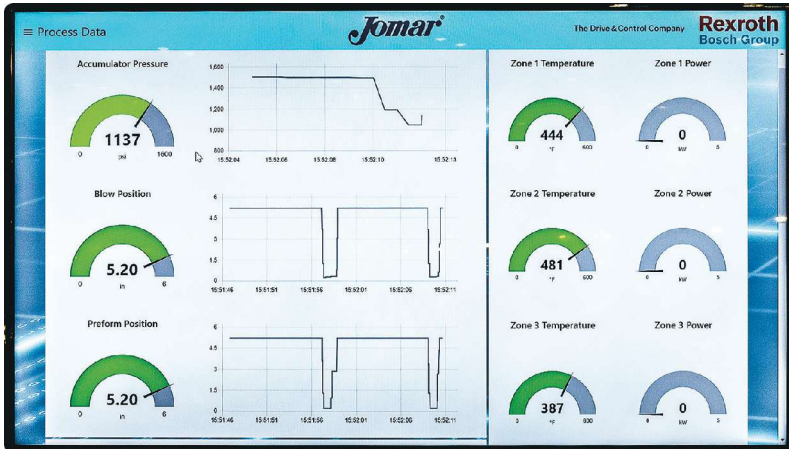 ≡ Process Data
Jomar®
The Drive & Control Company
Rexroth
Bosch Group
Accumulator Pressure
1137
psi
0 1600
1,600
1,400
1,200
1,000
800
15:52:04 15:52:06 15:52:08 15:52:10 15:52:13
Zone 1 Temperature
444
°F
0 600
Zone 1 Power
0
kW
0 5
Blow Position
5.20
in
0 6
6
4.5
3
1.5
0
15:51:46 15:51:51 15:51:56 15:52:01 15:52:06 15:52:11
Zone 2 Temperature
481
°F
0 600
Zone 2 Power
0
kW
0 5
Preform Position
5.20
in
0 6
6
4.5
3
1.5
0
15:51:46 15:51:51 15:51:56 15:52:01 15:52:06 15:52:11
Zone 3 Temperature
387
°F
0 600
Zone 3 Power
0
kW
0 5